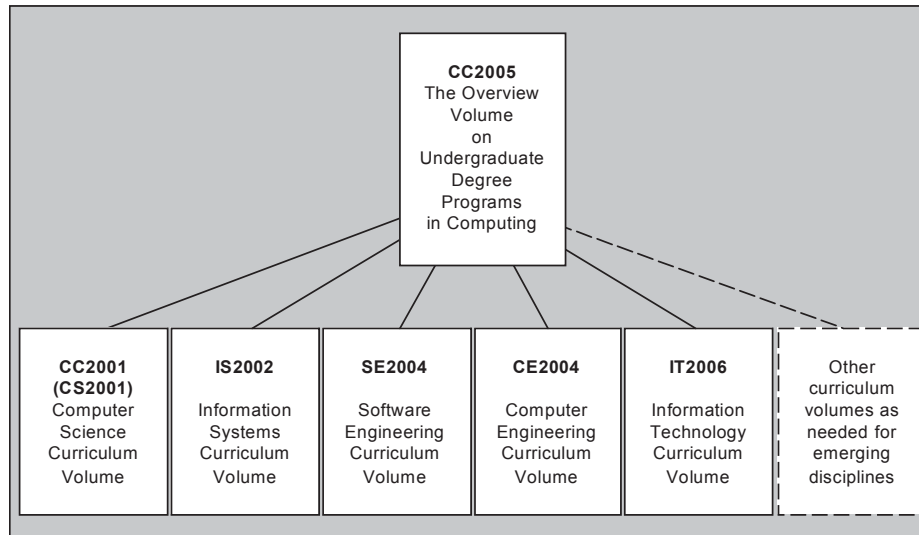 CC2005
The Overview
Volume
on
Undergraduate
Degree
Programs
in Computing
CC2001
(CS2001)
Computer
Science
Curriculum
Volume
IS2002
Information
Systems
Curriculum
Volume
SE2004
Software
Engineering
Curriculum
Volume
CE2004
Computer
Engineering
Curriculum
Volume
IT2006
Information
Technology
Curriculum
Volume
Other
curriculum
volumes as
needed for
emerging
disciplines